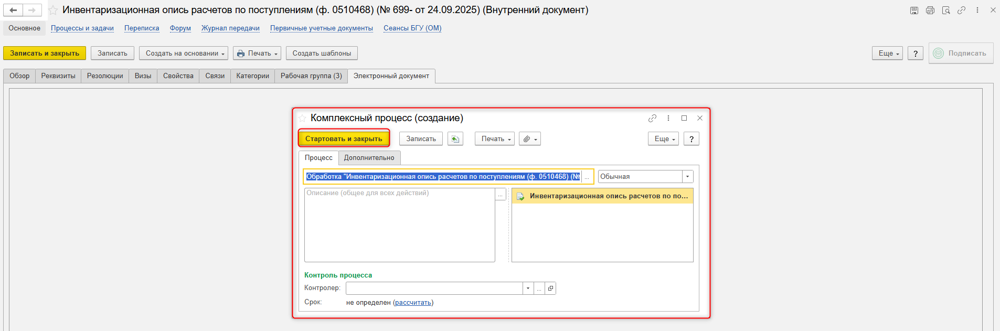 Инвентаризационная опись расчетов по поступлениям (ф. 0510468) (№ 699- от 24.09.2025) (Внутренний документ)
Основное Процессы и задачи Переписка Форум Журнал передачи Первичные учетные документы Сеансы БГУ (ОМ)
Записать и закрыть Записать Создать на основании Печать Создать шаблоны Еще ? Подписать
Обзор Реквизиты Резолюции Визы Свойства Связи Категории Рабочая группа (3) Электронный документ
Комплексный процесс (создание)
Стартовать и закрыть Записать Печать Еще ?
Процесс Дополнительно
Обработка "Инвентаризационная опись расчетов по поступлениям (ф. 0510468) (№ ... Обычная
Описание (общее для всех действий) ... Инвентаризационная опись расчетов по по...
Контроль процесса
Контролер: ...
Срок: не определен (рассчитать)